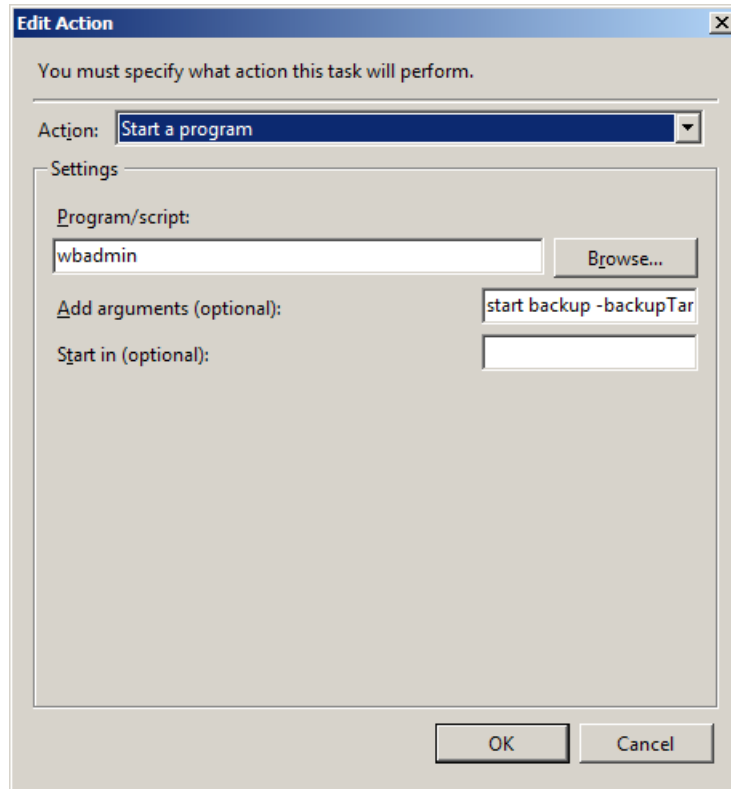 Edit Action
You must specify what action this task will perform.
Action: Start a program
Settings
Program/script:
wbadmin Browse...
Add arguments (optional): start backup -backupTar
Start in (optional):
OK Cancel